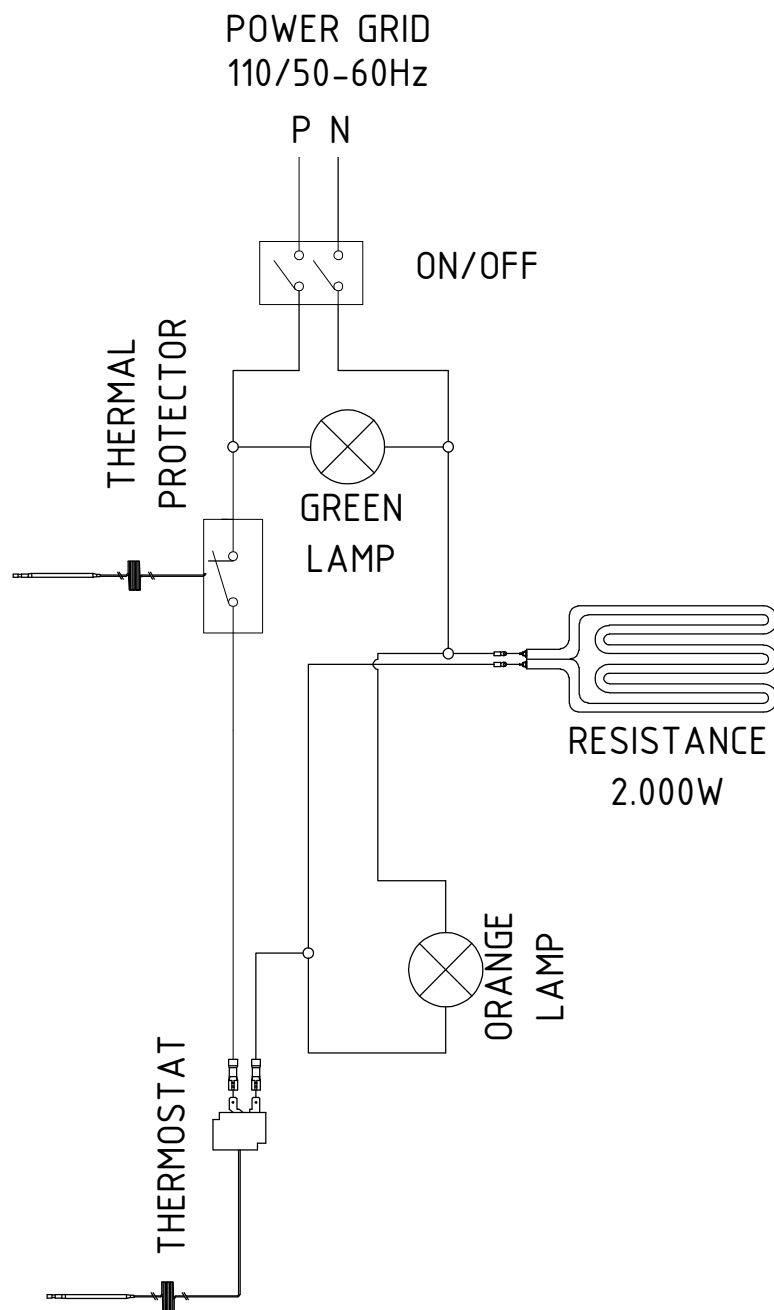 POWER GRID
110/50-60Hz
P N
ON/OFF
THERMAL
PROTECTOR
GREEN
LAMP
RESISTANCE
2.000W
ORANGE
LAMP
THERMOSTAT